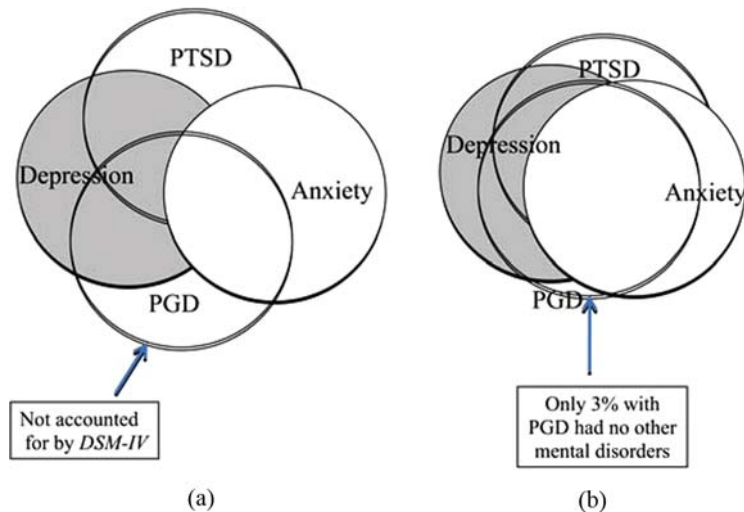 PTSD
Depression
Anxiety
PGD
Not accounted
for by DSM-IV
(a)
PTSD
Depression
Anxiety
PGD
Only 3% with
PGD had no other
mental disorders
(b)